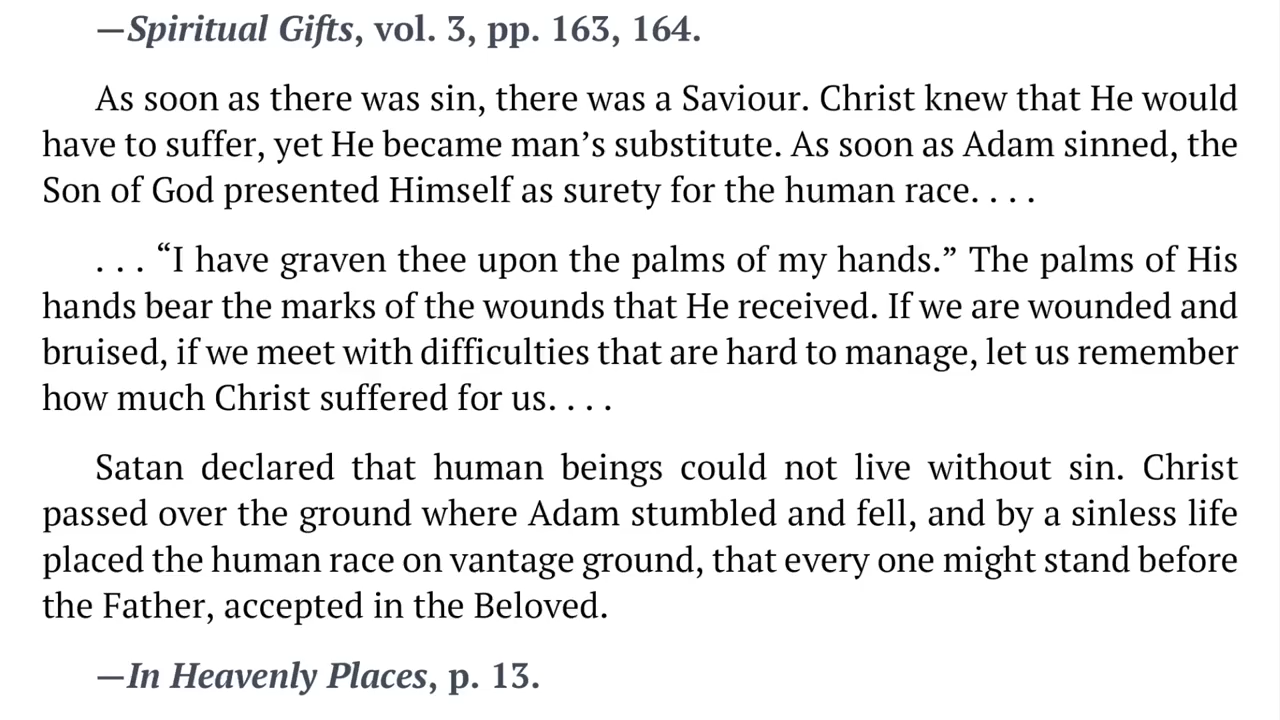 —Spiritual Gifts, vol. 3, pp. 163, 164.
As soon as there was sin, there was a Saviour. Christ knew that He would
have to suffer, yet He became man’s substitute. As soon as Adam sinned, the
Son of God presented Himself as surety for the human race. . . .
. . . “I have graven thee upon the palms of my hands.” The palms of His
hands bear the marks of the wounds that He received. If we are wounded and
bruised, if we meet with difficulties that are hard to manage, let us remember
how much Christ suffered for us. . . .
Satan declared that human beings could not live without sin. Christ
passed over the ground where Adam stumbled and fell, and by a sinless life
placed the human race on vantage ground, that every one might stand before
the Father, accepted in the Beloved.
—In Heavenly Places, p. 13.